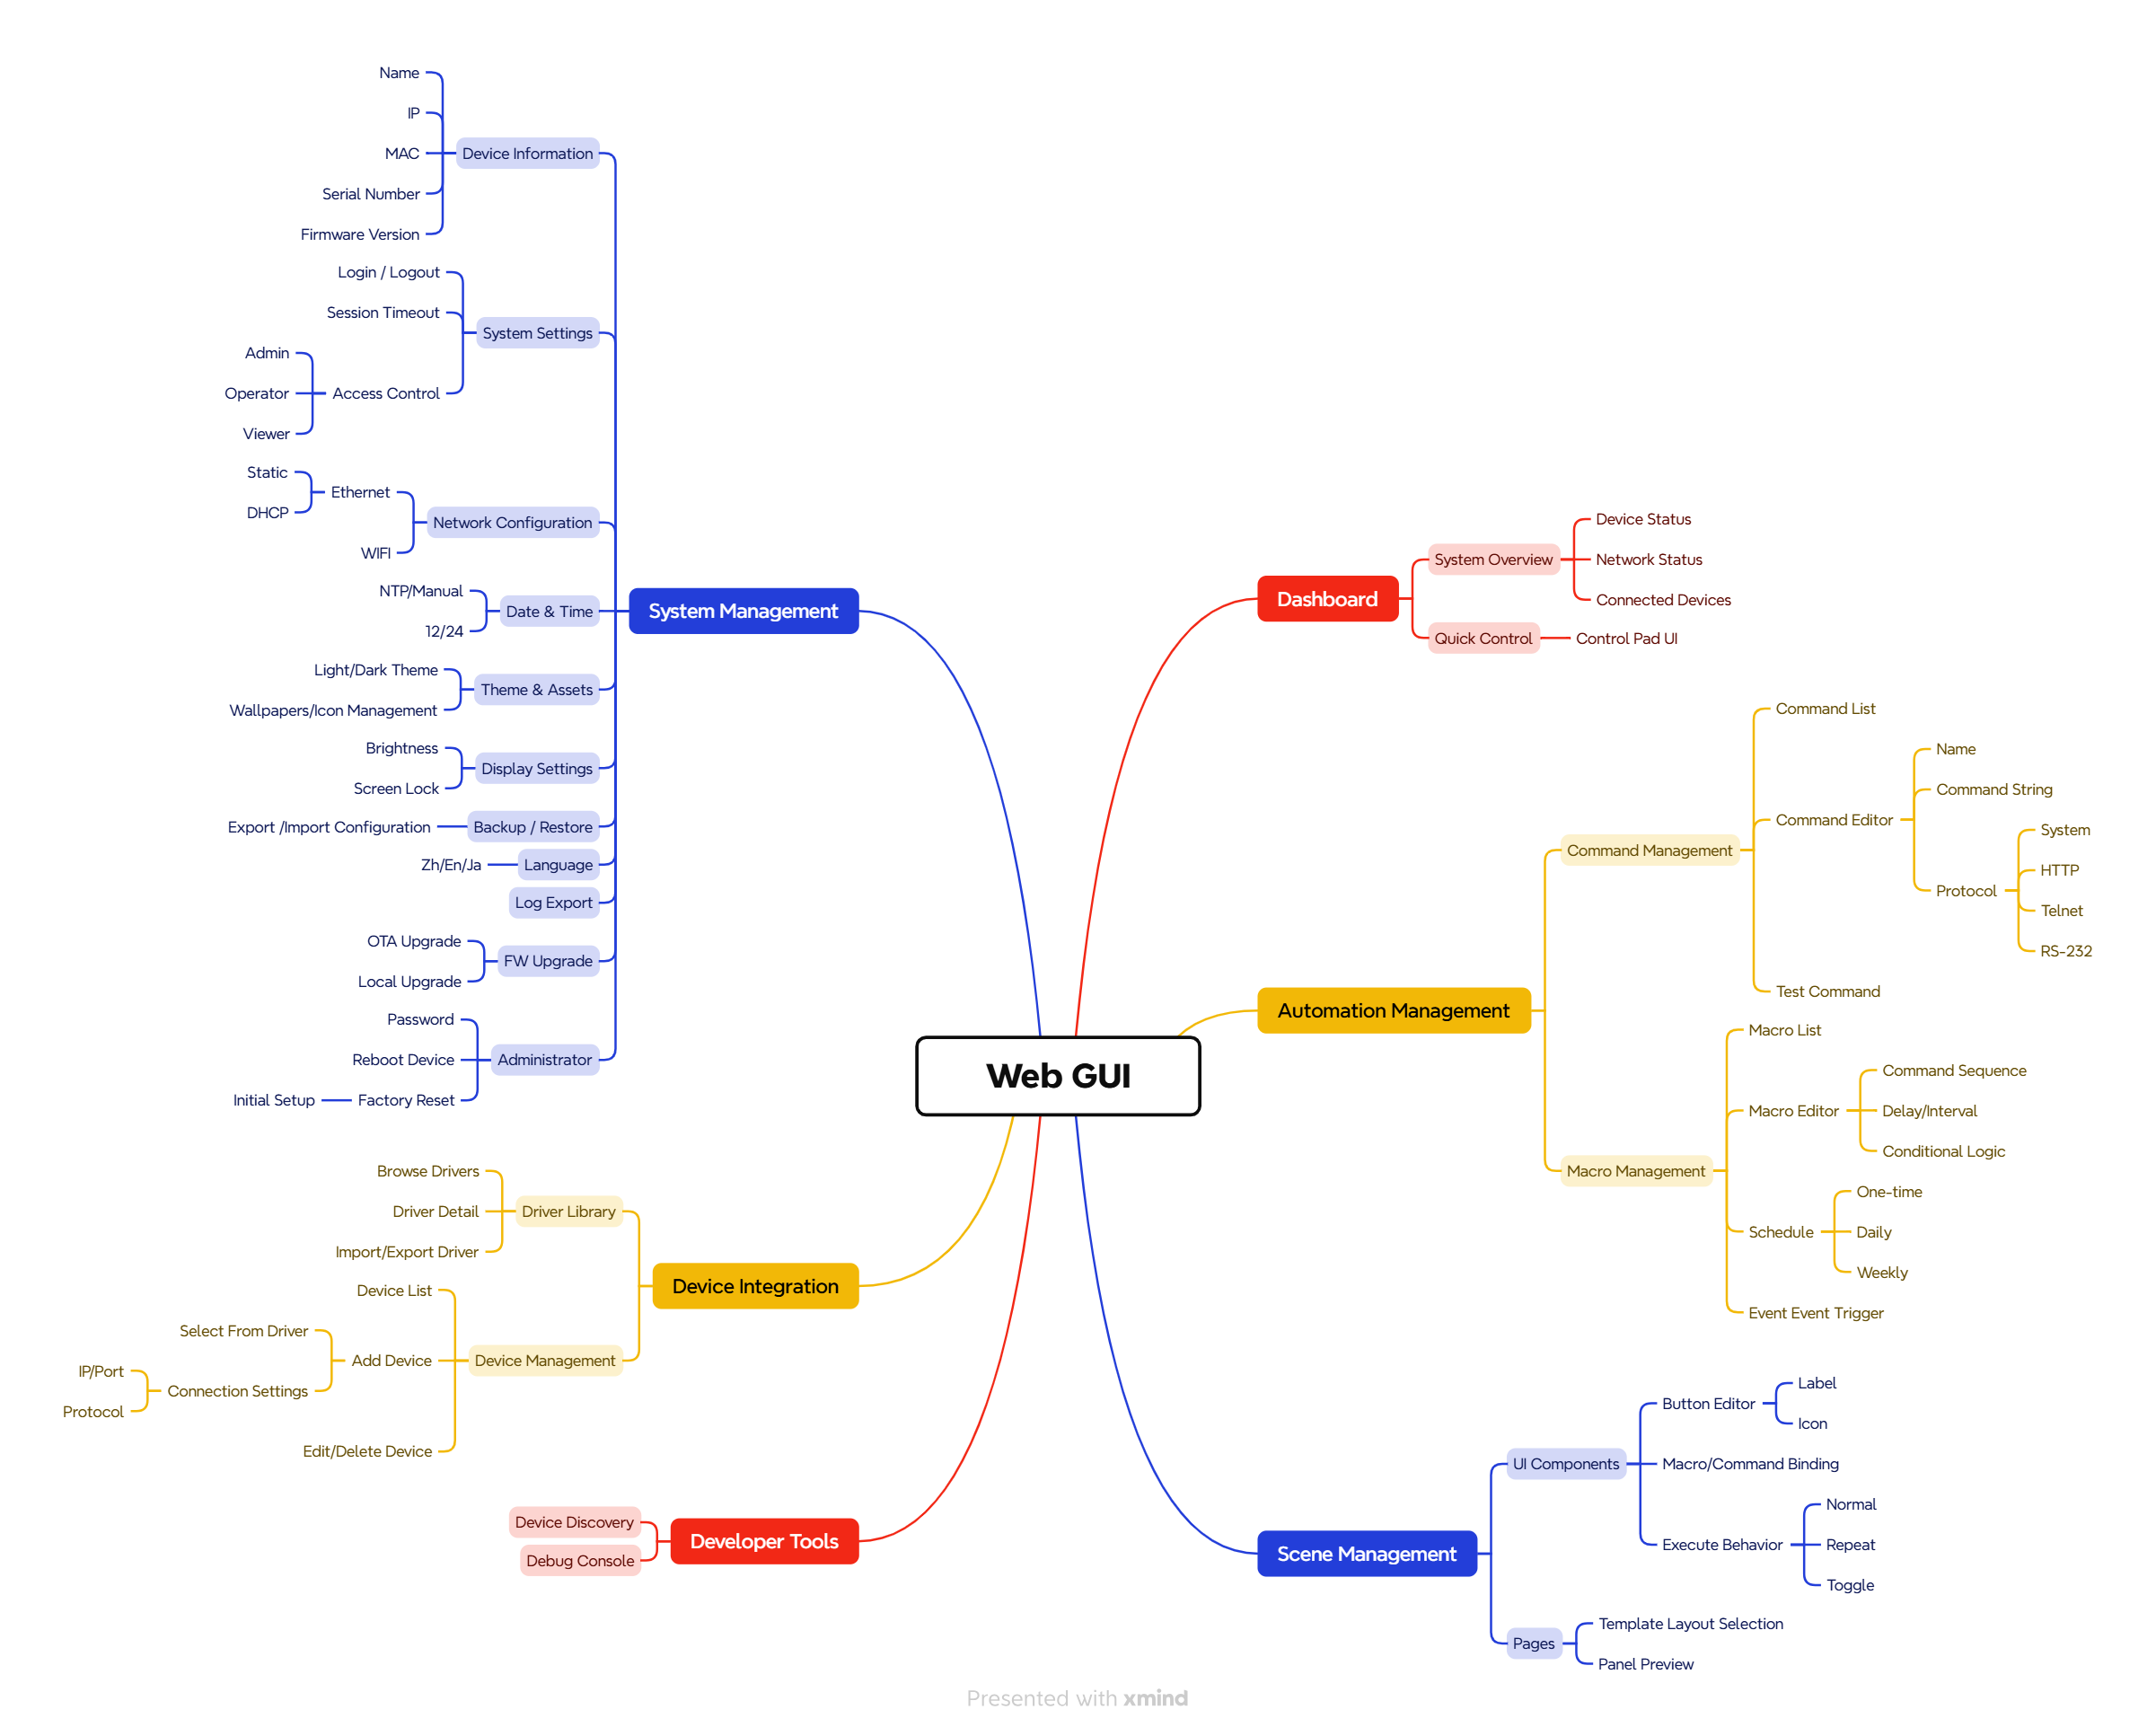 Web GUI
Dashboard
System Overview
Device Status
Network Status
Connected Devices
Quick Control
Control Pad UI
Automation Management
Command Management
Command List
Command Editor
Name
Command String
Protocol
System
HTTP
Telnet
RS-232
Test Command
Macro Management
Macro List
Macro Editor
Command Sequence
Delay/Interval
Conditional Logic
Schedule
One-time
Daily
Weekly
Event Event Trigger
Scene Management
UI Components
Button Editor
Label
Icon
Macro/Command Binding
Execute Behavior
Normal
Repeat
Toggle
Pages
Template Layout Selection
Panel Preview
System Management
Device Information
Name
IP
MAC
Serial Number
Firmware Version
System Settings
Login / Logout
Session Timeout
Access Control
Admin
Operator
Viewer
Network Configuration
Ethernet
Static
DHCP
WIFI
Date & Time
NTP/Manual
12/24
Theme & Assets
Light/Dark Theme
Wallpapers/Icon Management
Display Settings
Brightness
Screen Lock
Backup / Restore
Export /Import Configuration
Language
Zh/En/Ja
Log Export
FW Upgrade
OTA Upgrade
Local Upgrade
Administrator
Password
Reboot Device
Factory Reset
Initial Setup
Device Integration
Driver Library
Browse Drivers
Driver Detail
Import/Export Driver
Device Management
Device List
Add Device
Select From Driver
Connection Settings
IP/Port
Protocol
Edit/Delete Device
Developer Tools
Device Discovery
Debug Console
Presented with xmind